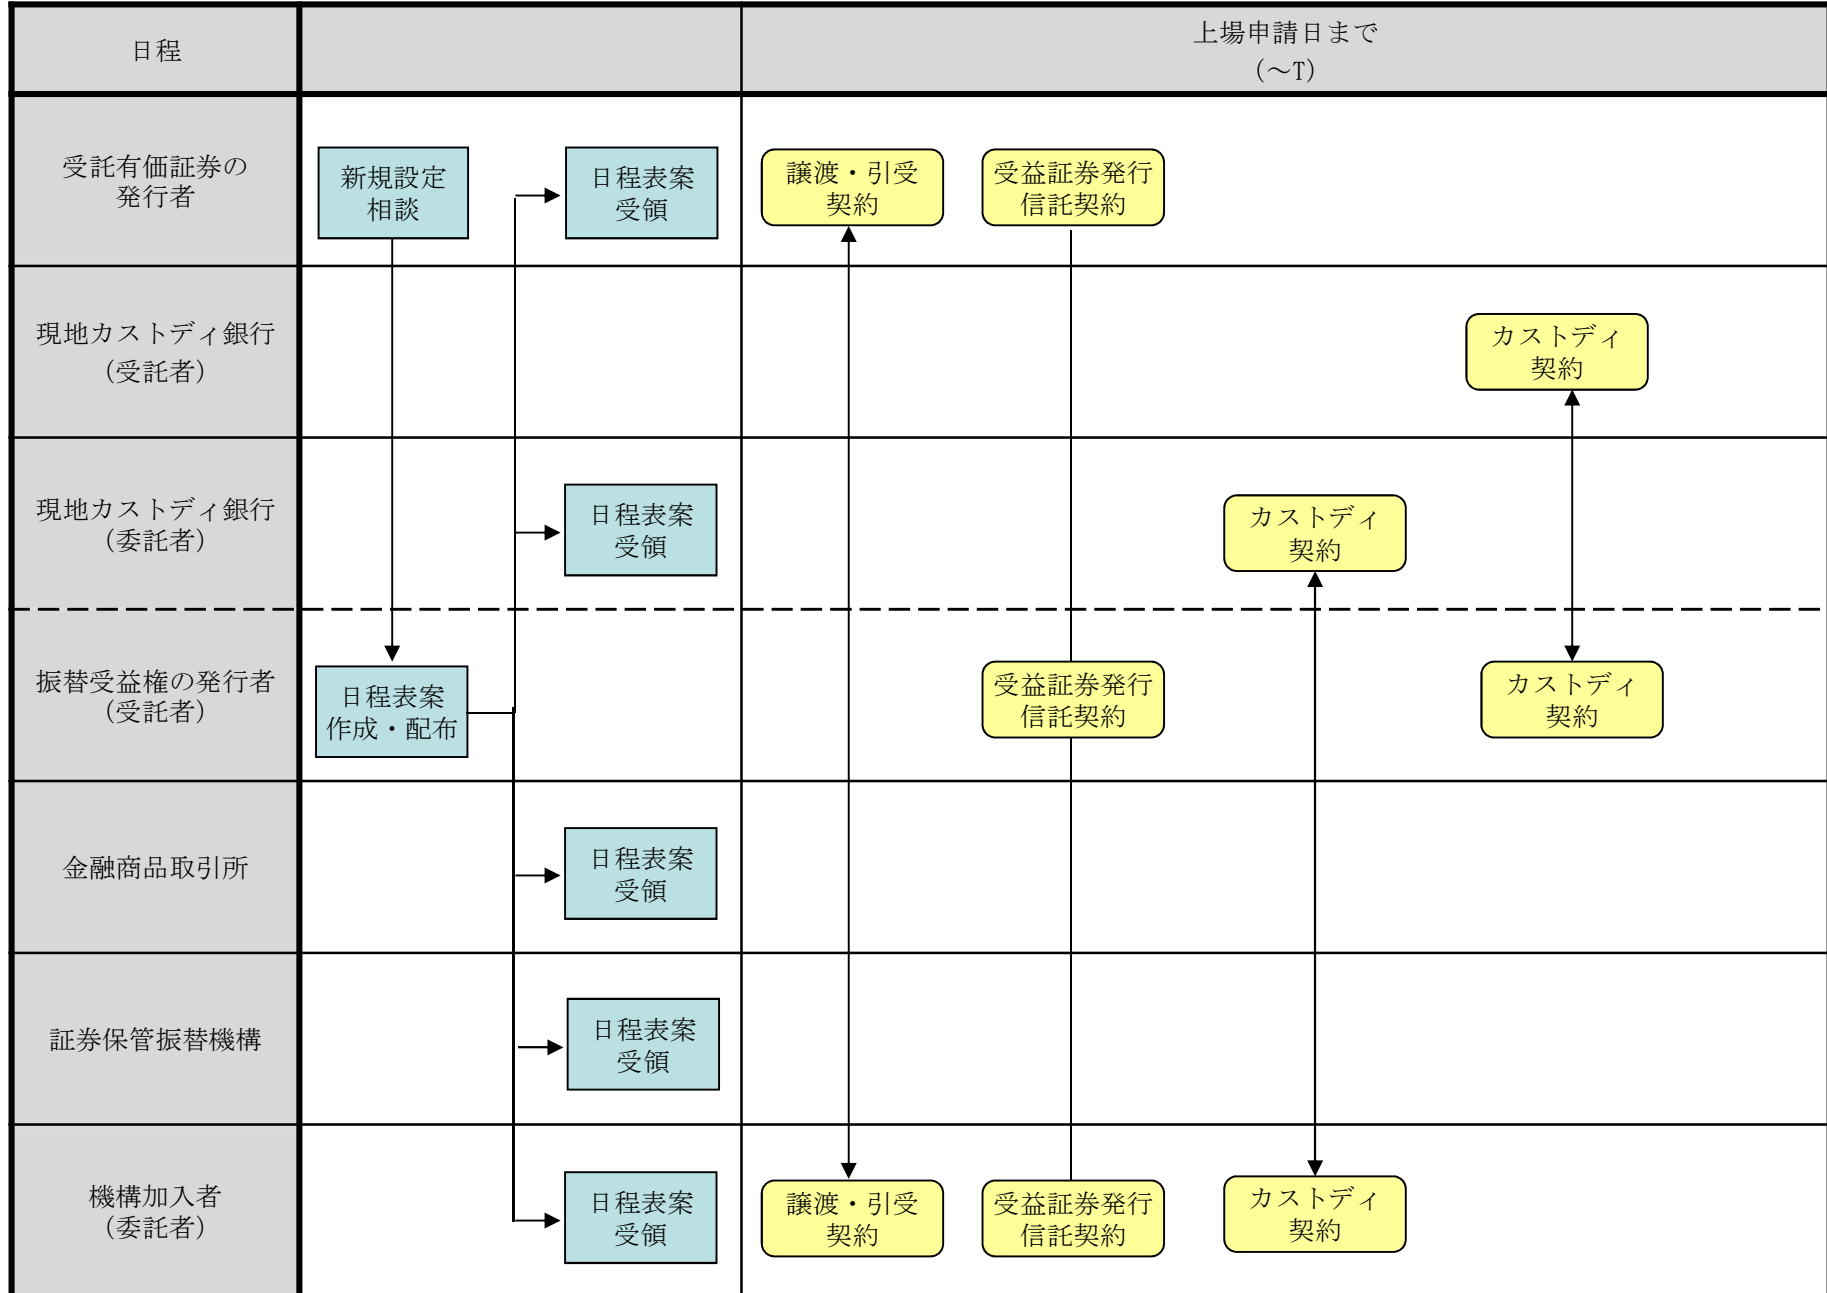 日程
上場申請日まで
（～T）
受託有価証券の
発行者
新規設定
相談
日程表案
受領
譲渡・引受
契約
受益証券発行
信託契約
現地カストディ銀行
（受託者）
カストディ
契約
現地カストディ銀行
（委託者）
日程表案
受領
カストディ
契約
振替受益権の発行者
（受託者）
日程表案
作成・配布
受益証券発行
信託契約
カストディ
契約
金融商品取引所
日程表案
受領
証券保管振替機構
日程表案
受領
機構加入者
（委託者）
日程表案
受領
譲渡・引受
契約
受益証券発行
信託契約
カストディ
契約